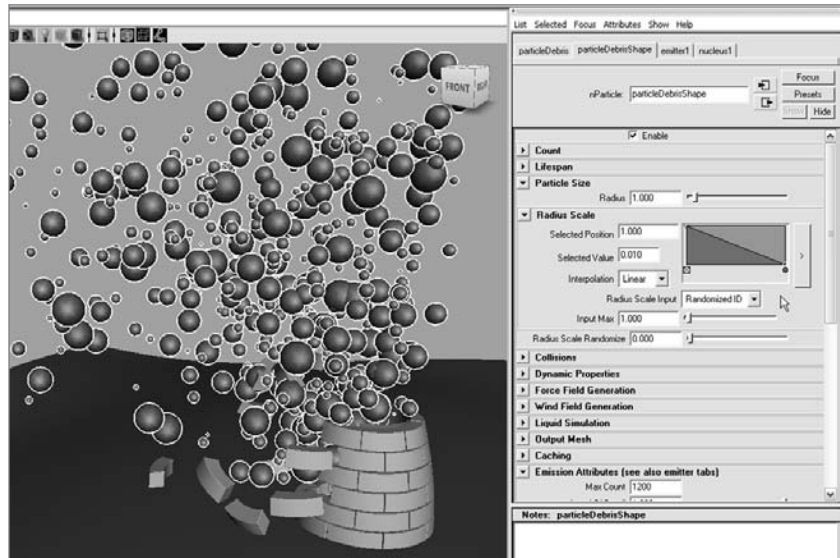 List Selected Focus Attributes Show Help
particleDebris particleDebrisShape emitter1 nucleus1
Focus
nParticle: particleDebrisShape
Presets
Show Hide
Enable
Count
Lifespan
Particle Size
Radius 1.000
Radius Scale
Selected Position 1.000
Selected Value 0.010
Interpolation Linear
>
Radius Scale Input Randomized ID
Input Max 1.000
Radius Scale Randomize 0.000
Collisions
Dynamic Properties
Force Field Generation
Wind Field Generation
Liquid Simulation
Output Mesh
Caching
Emission Attributes (see also emitter tabs)
Max Count 1200
Notes: particleDebrisShape
FRONT